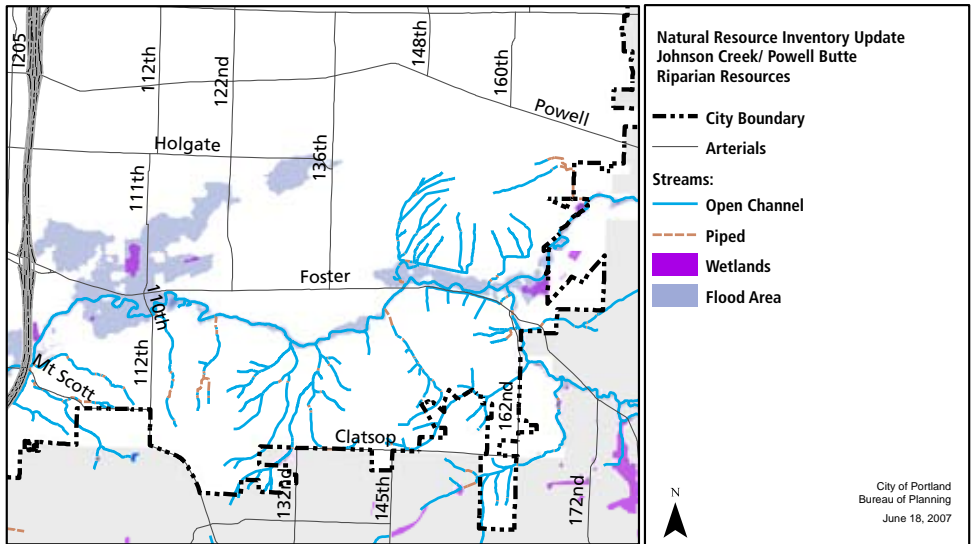 I205
112th
122nd
148th
160th
Powell
Holgate
136th
111th
Foster
110th
112th
Mt Scott
162nd
Clatsop
132nd
145th
172nd
Natural Resource Inventory Update
Johnson Creek/ Powell Butte
Riparian Resources
City Boundary
Arterials
Streams:
Open Channel
Piped
Wetlands
Flood Area
N
City of Portland
Bureau of Planning
June 18, 2007